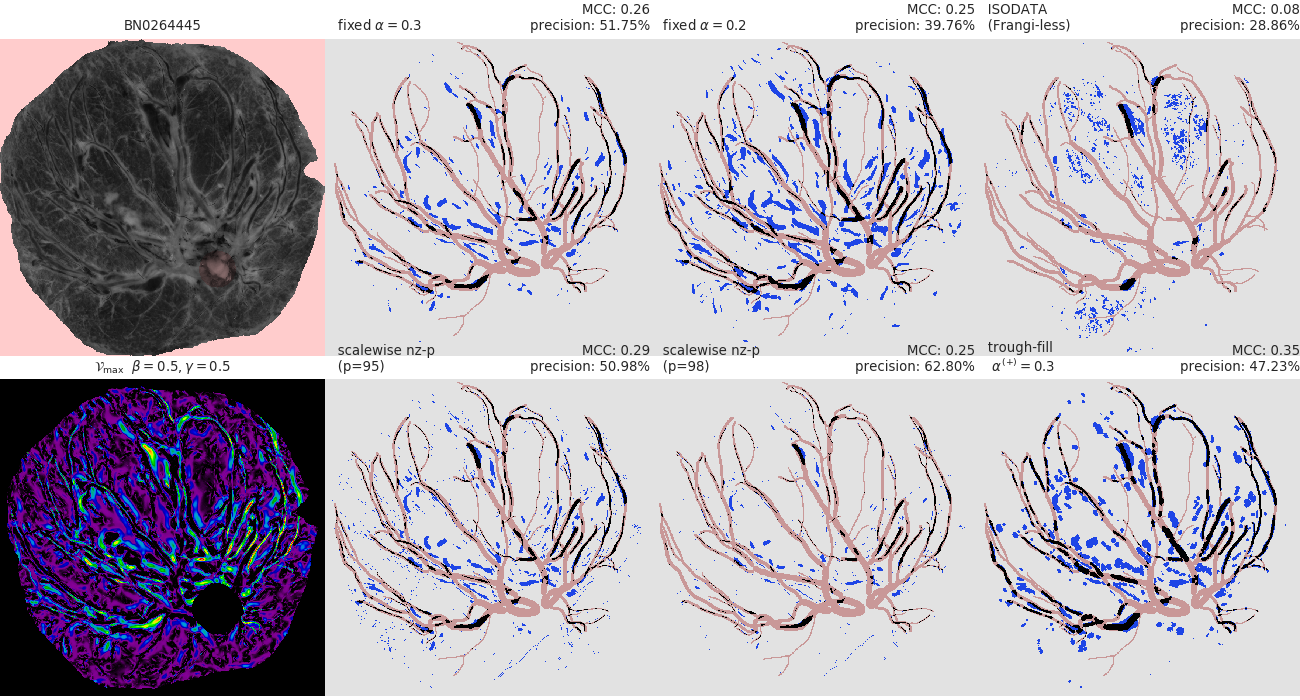 BN0264445
fixed α = 0.3
MCC: 0.26
precision: 51.75%
fixed α = 0.2
MCC: 0.25
precision: 39.76%
ISODATA
(Frangi-less)
MCC: 0.08
precision: 28.86%
𝒱max β = 0.5, γ = 0.5
scalewise nz-p
(p=95)
MCC: 0.29
precision: 50.98%
scalewise nz-p
(p=98)
MCC: 0.25
precision: 62.80%
trough-fill
α(+) = 0.3
MCC: 0.35
precision: 47.23%